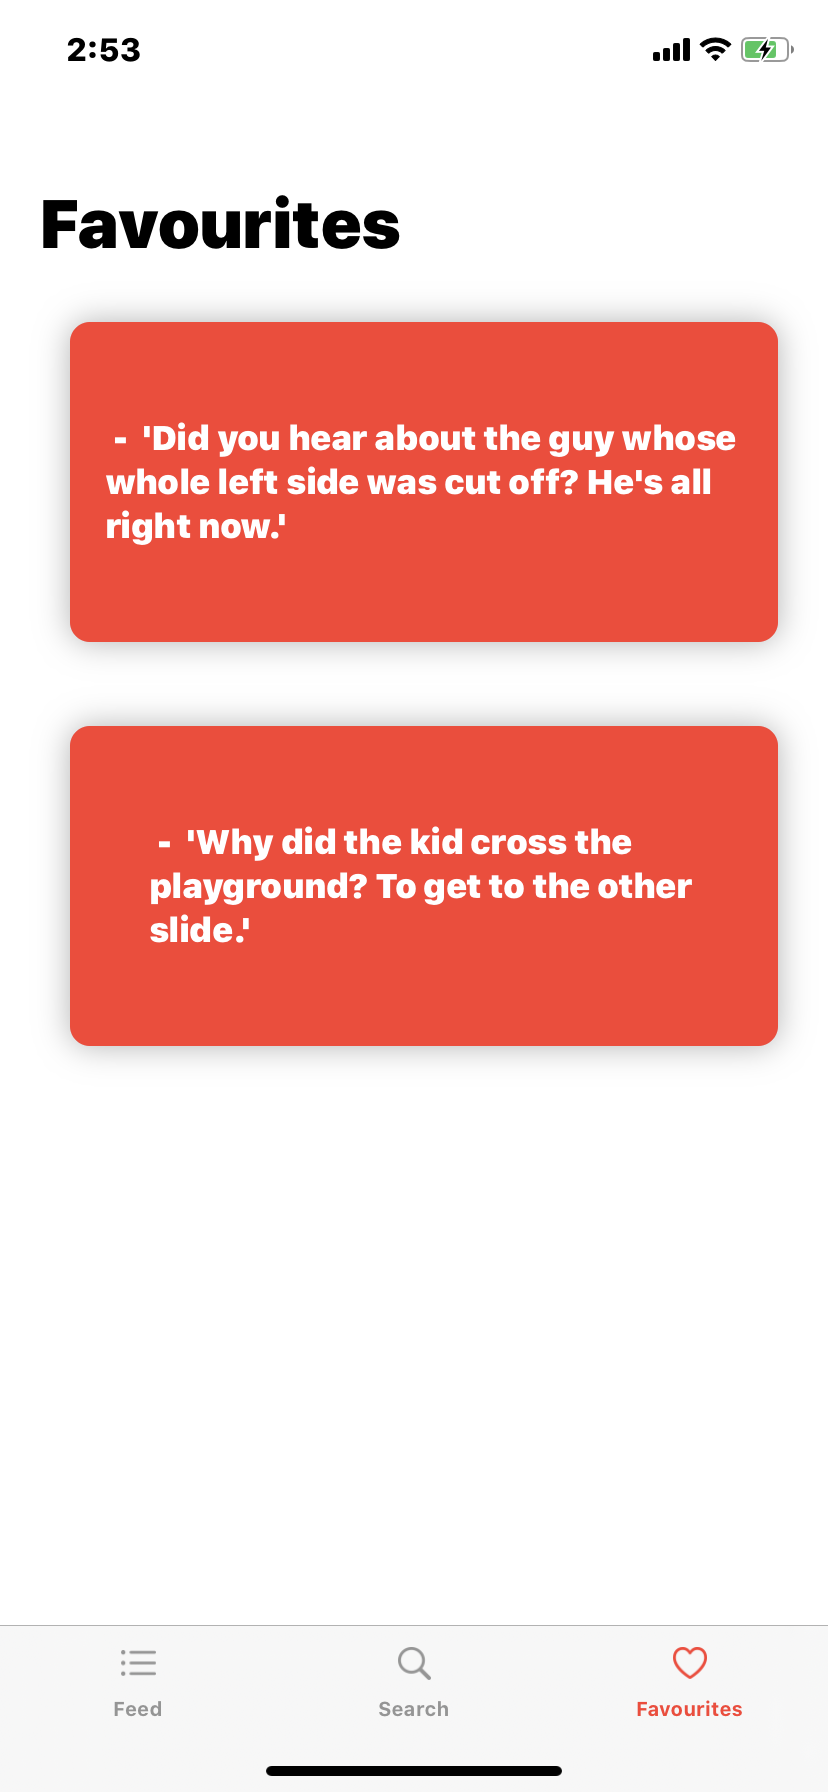 2:53
Favourites
- 'Did you hear about the guy whose
whole left side was cut off? He's all
right now.'
- 'Why did the kid cross the
playground? To get to the other
slide.'
Feed
Search
Favourites